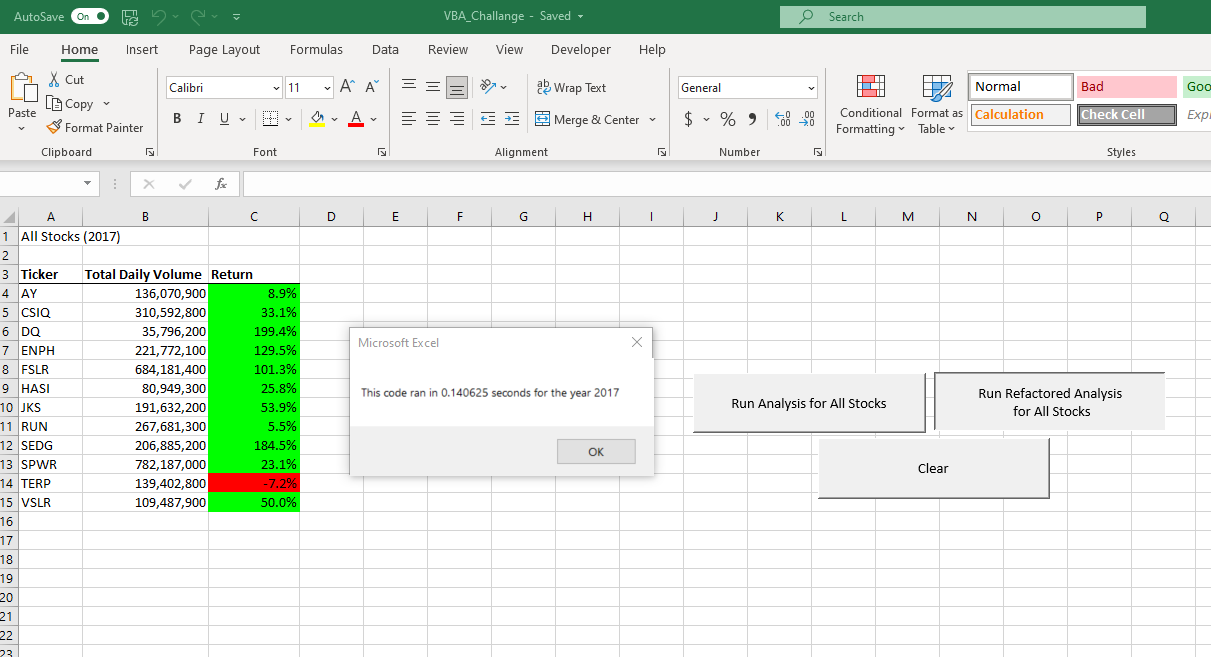 AutoSave On VBA_Challange - Saved Search
File Home Insert Page Layout Formulas Data Review View Developer Help
Paste
Cut
Copy
Format Painter
Clipboard
Calibri 11
B I U
Font
Wrap Text
Merge & Center
Alignment
General
$ % 9
Number
Conditional
Formatting
Format as
Table
Normal Bad Goo
Calculation Check Cell Expl
Styles
fx
A B C D E F G H I J K L M N O P Q
1 All Stocks (2017)
2
3 Ticker Total Daily Volume Return
4 AY 136,070,900 8.9%
5 CSIQ 310,592,800 33.1%
6 DQ 35,796,200 199.4%
7 ENPH 221,772,100 129.5%
8 FSLR 684,181,400 101.3%
9 HASI 80,949,300 25.8%
10 JKS 191,632,200 53.9%
11 RUN 267,681,300 5.5%
12 SEDG 206,885,200 184.5%
13 SPWR 782,187,000 23.1%
14 TERP 139,402,800 -7.2%
15 VSLR 109,487,900 50.0%
16
17
18
19
20
21
22
23
Microsoft Excel
This code ran in 0.140625 seconds for the year 2017
OK
Run Analysis for All Stocks
Run Refactored Analysis
for All Stocks
Clear